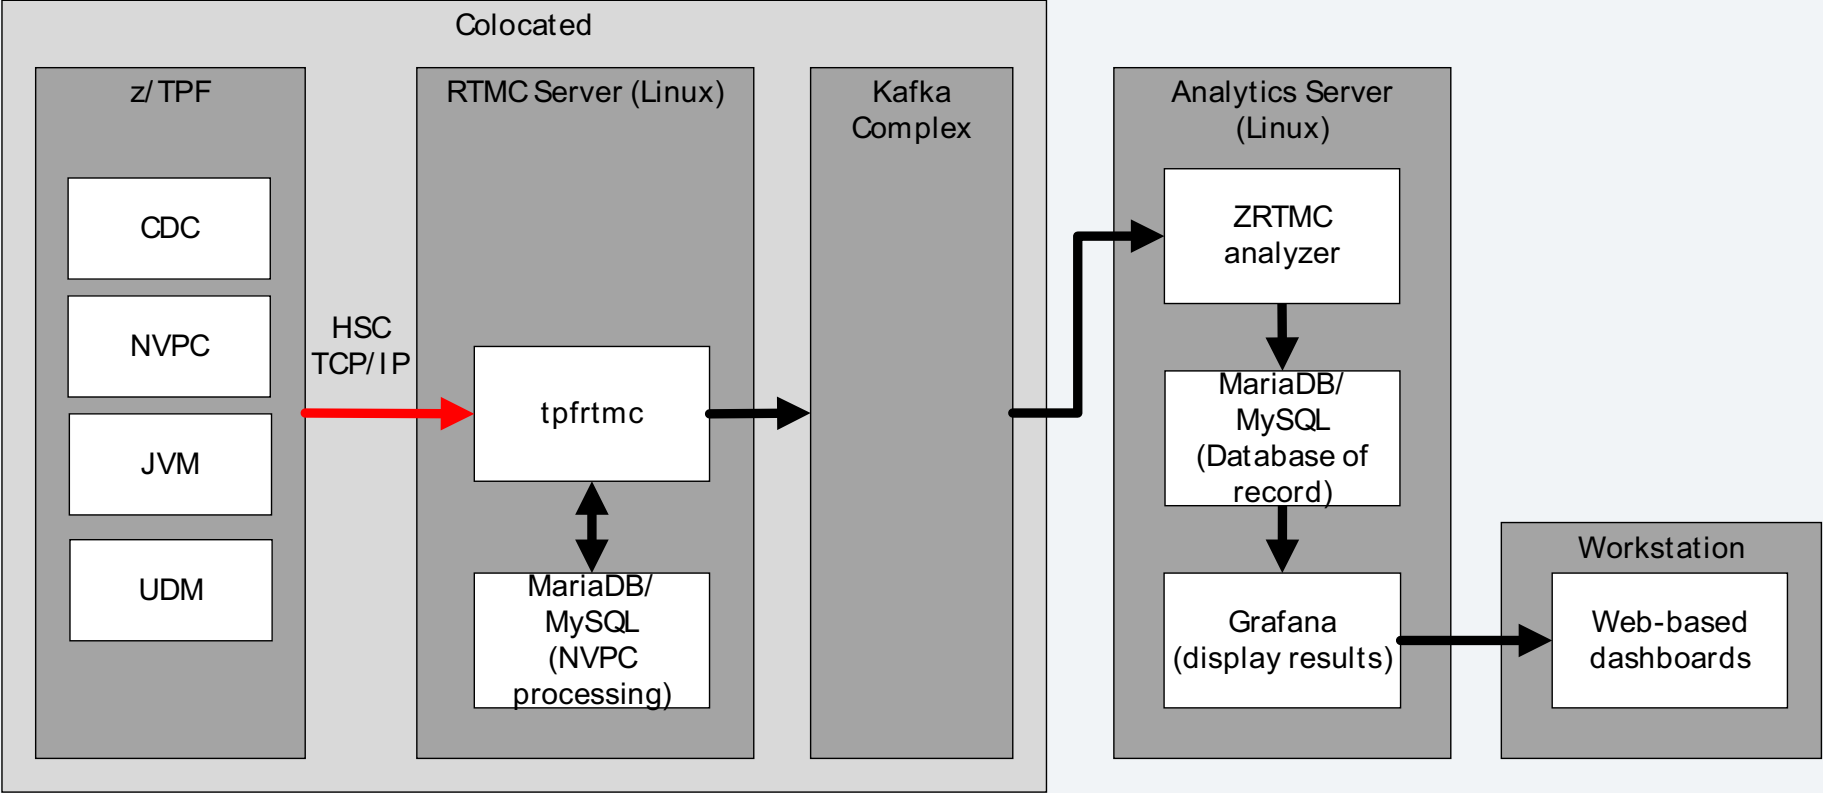 Colocated
z/TPF
CDC
NVPC
JVM
UDM
HSC
TCP/IP
RTMC Server (Linux)
tpfrtmc
MariaDB/
MySQL
(NVPC
processing)
Kafka
Complex
Analytics Server
(Linux)
ZRTMC
analyzer
MariaDB/
MySQL
(Database of
record)
Grafana
(display results)
Workstation
Web-based
dashboards